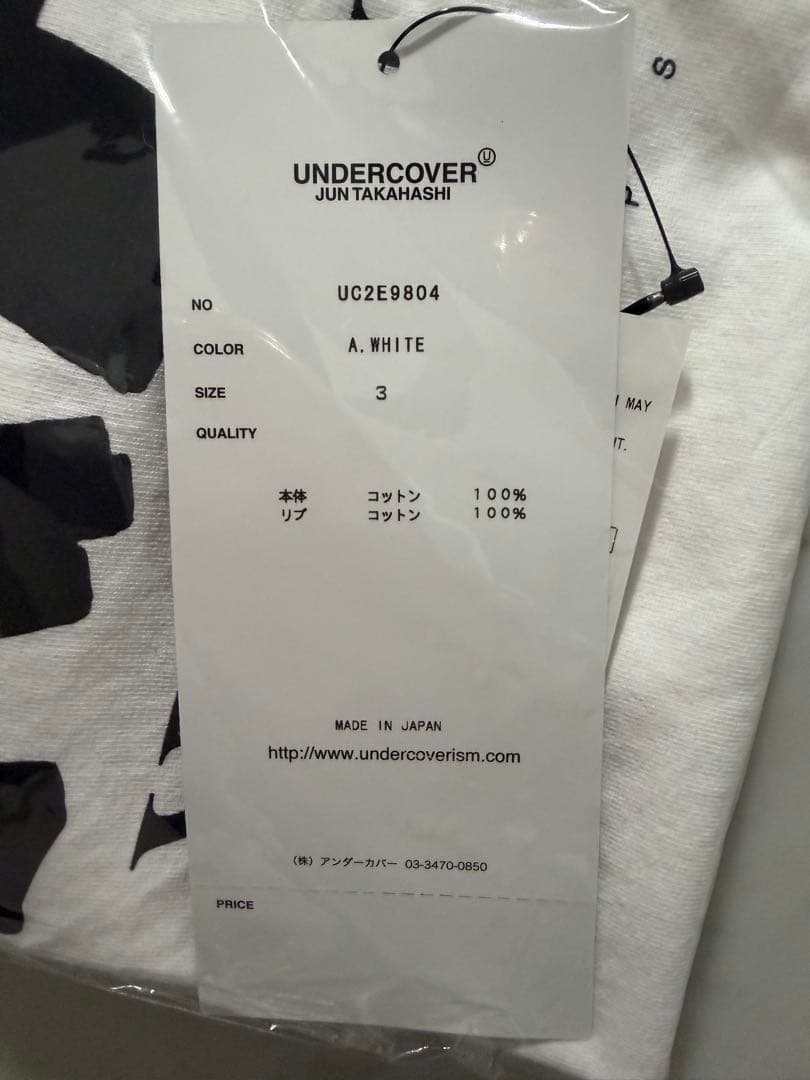 S
P
UNDERCOVER
JUN TAKAHASHI
NO UC2E9804
COLOR A.WHITE
SIZE 3
QUALITY
MAY
本体 コットン 100%
リブ コットン 100%
MADE IN JAPAN
http://www.undercoverism.com
(株) アンダーカバー 03-3470-0850
PRICE